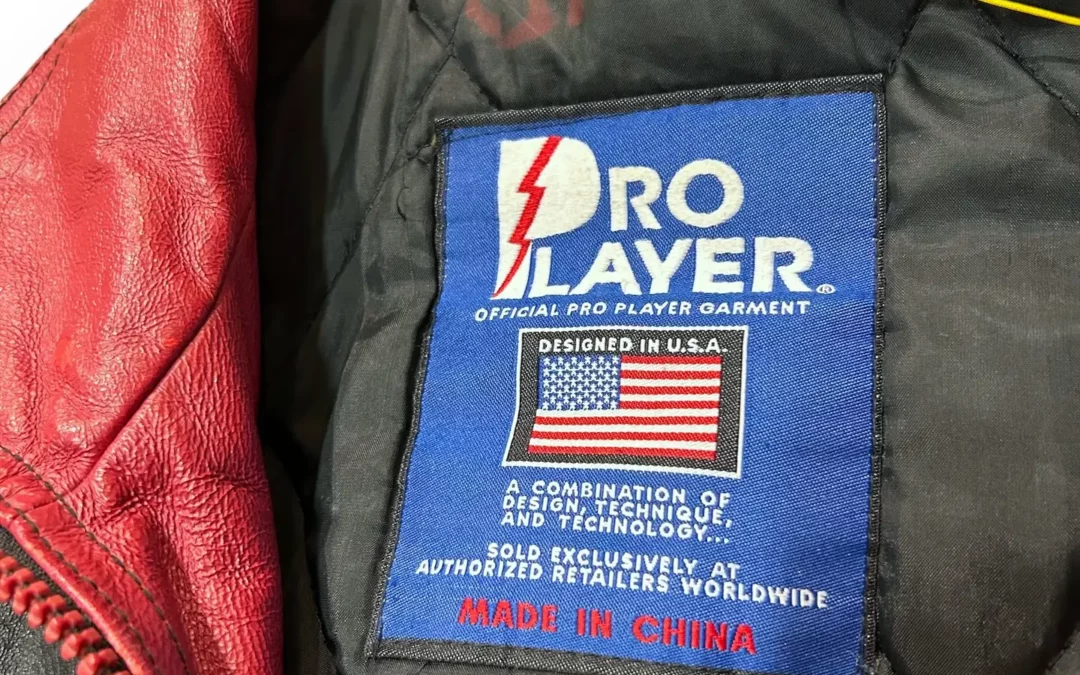 PRO
PLAYER®
OFFICIAL PRO PLAYER GARMENT
DESIGNED IN U.S.A.
A COMBINATION OF
DESIGN, TECHNIQUE,
AND TECHNOLOGY...
SOLD EXCLUSIVELY AT
AUTHORIZED RETAILERS WORLDWIDE
MADE IN CHINA